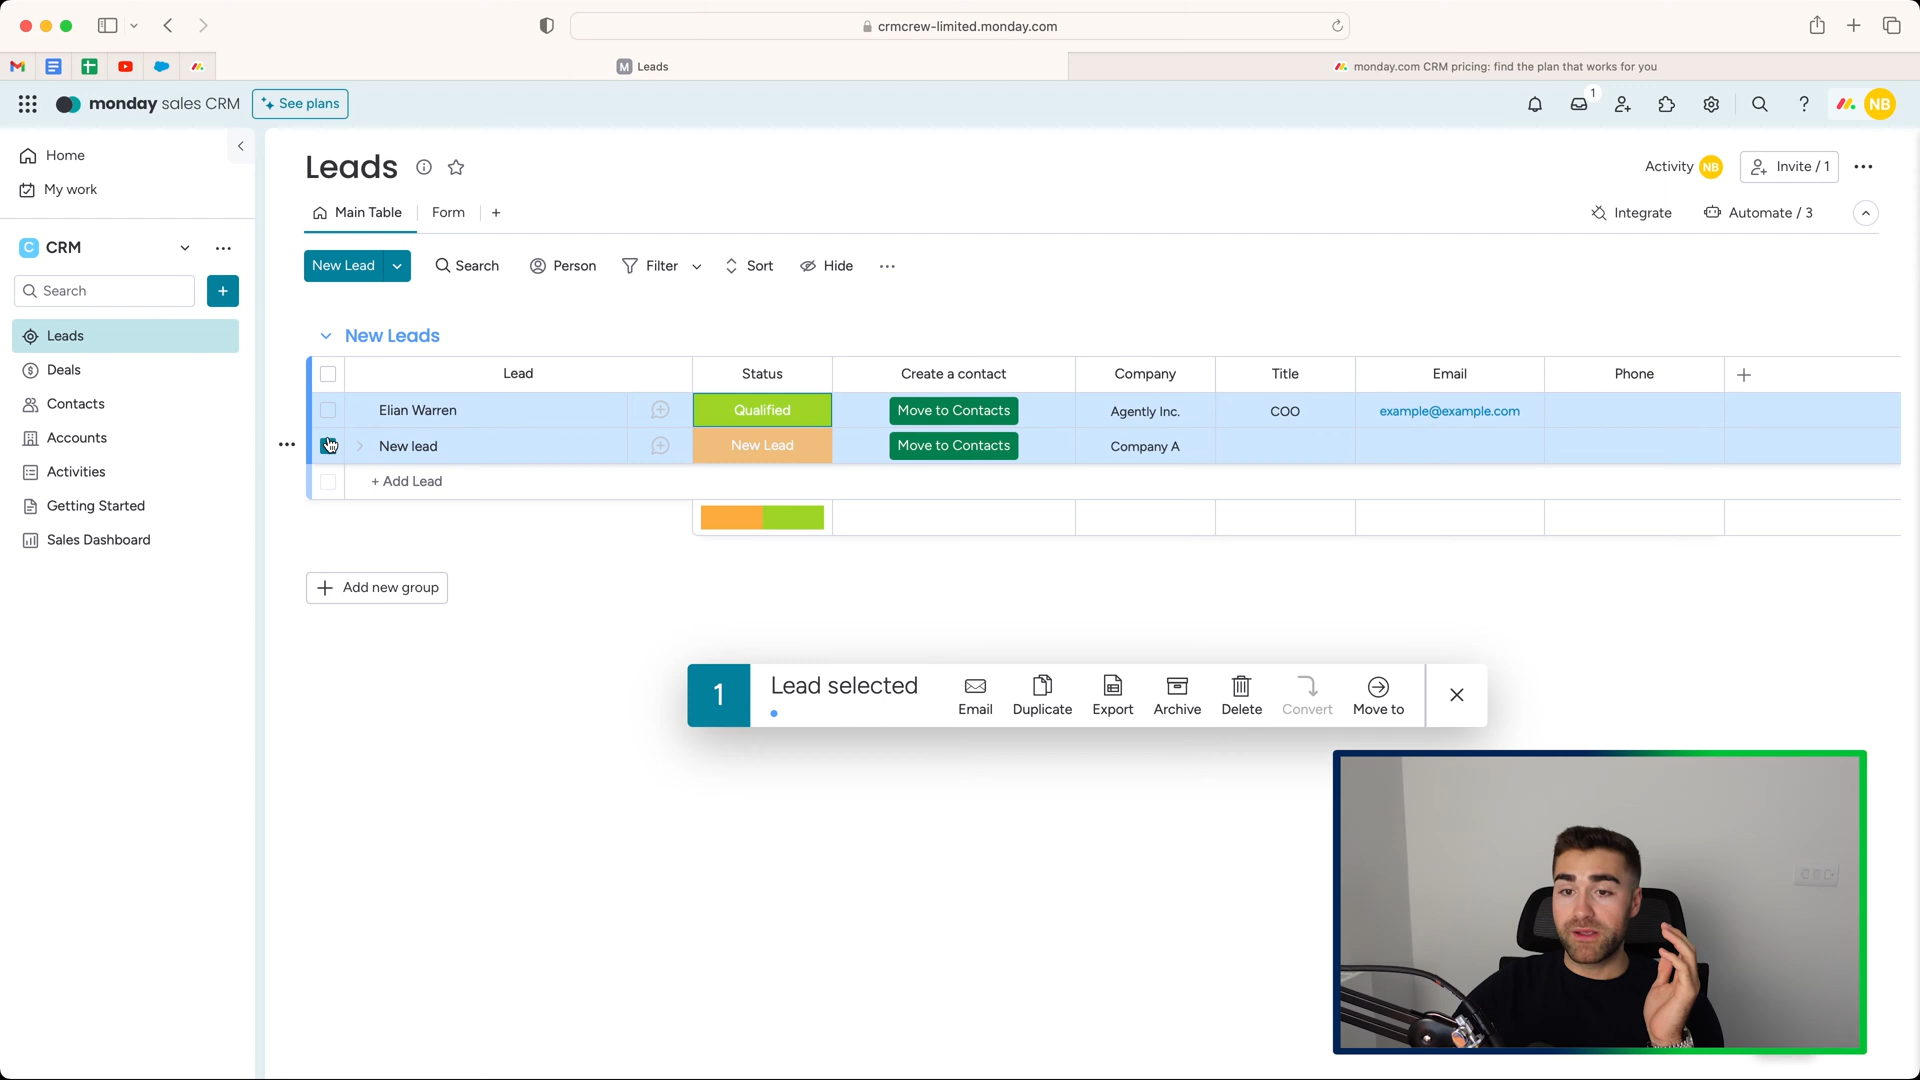 crmcrew-limited.monday.com
M Leads
monday.com CRM pricing: find the plan that works for you
monday sales CRM
See plans
1
NB
Home
My work
C CRM
Search
+
Leads
Deals
Contacts
Accounts
Activities
Getting Started
Sales Dashboard
Leads
Activity NB
Invite / 1
Main Table
Form
+
Integrate
Automate / 3
New Lead
Search
Person
Filter
Sort
Hide
New Leads
Lead Status Create a contact Company Title Email Phone
Elian Warren Qualified Move to Contacts Agently Inc. COO example@example.com
New lead New Lead Move to Contacts Company A
+ Add Lead
+ Add new group
1
Lead selected
Email
Duplicate
Export
Archive
Delete
Convert
Move to